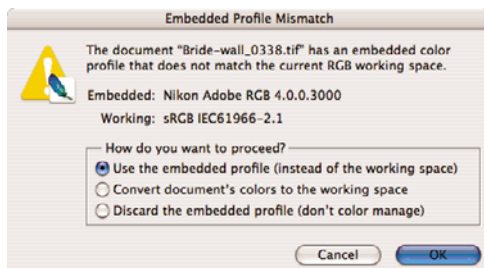 Embedded Profile Mismatch
The document “Bride-wall_0338.tif” has an embedded color
profile that does not match the current RGB working space.
Embedded: Nikon Adobe RGB 4.0.0.3000
Working: sRGB IEC61966-2.1
How do you want to proceed?
Use the embedded profile (instead of the working space)
Convert document's colors to the working space
Discard the embedded profile (don't color manage)
Cancel OK